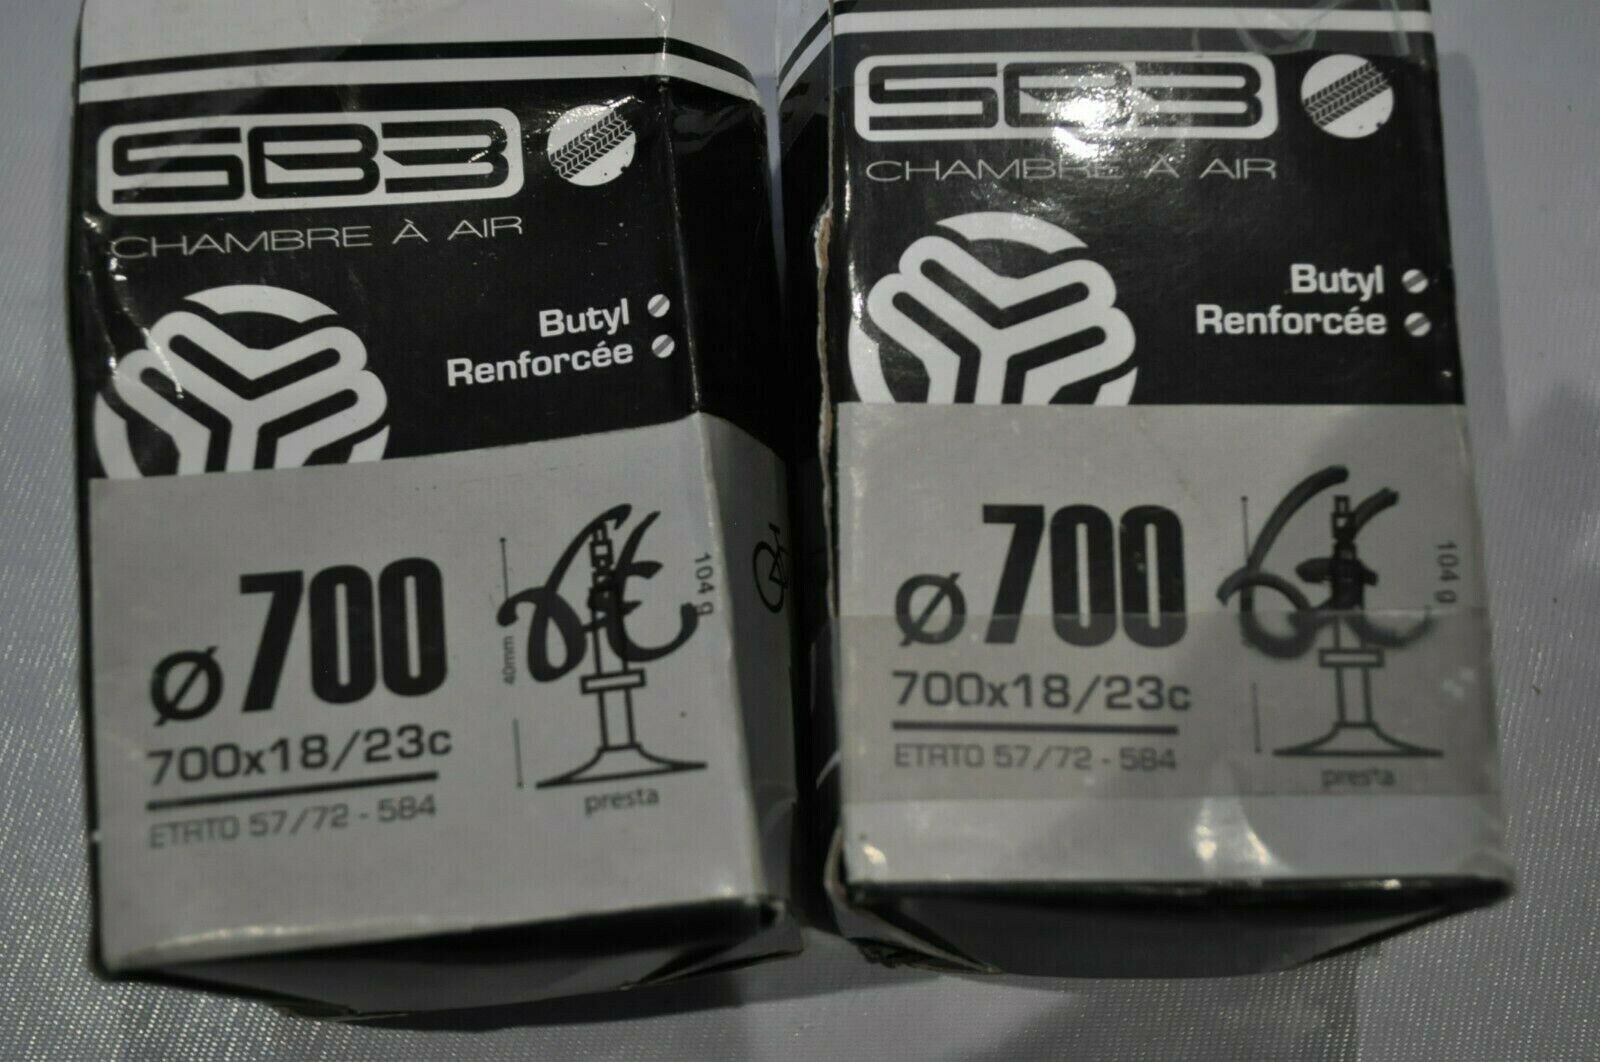 SB3
CHAMBRE À AIR
Butyl
Renforcée
Ø700
700x18/23c
ETRTO 57/72 - 584
40mm
104 g
presta
SB3
CHAMBRE À AIR
Butyl
Renforcée
Ø700
700x18/23c
ETRTO 57/72 - 584
104 g
presta